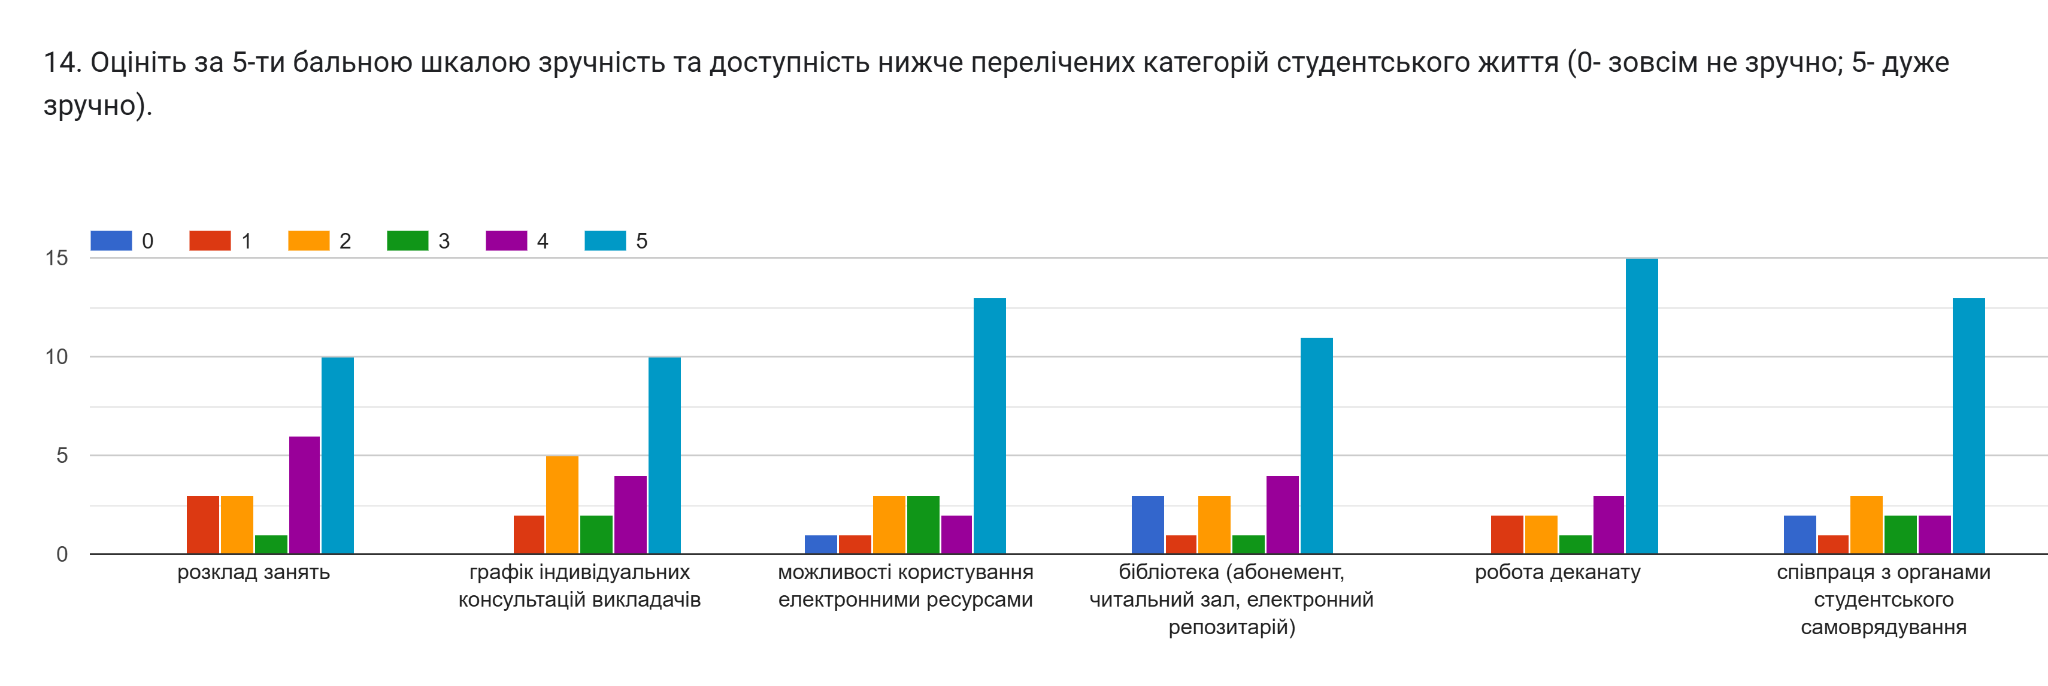 14. Оцініть за 5-ти бальною шкалою зручність та доступність нижче перелічених категорій студентського життя (0- зовсім не зручно; 5- дуже
зручно).
0 1 2 3 4 5
15
10
5
0
розклад занять
графік індивідуальних
консультацій викладачів
можливості користування
електронними ресурсами
бібліотека (абонемент,
читальний зал, електронний
репозитарій)
робота деканату
співпраця з органами
студентського
самоврядування